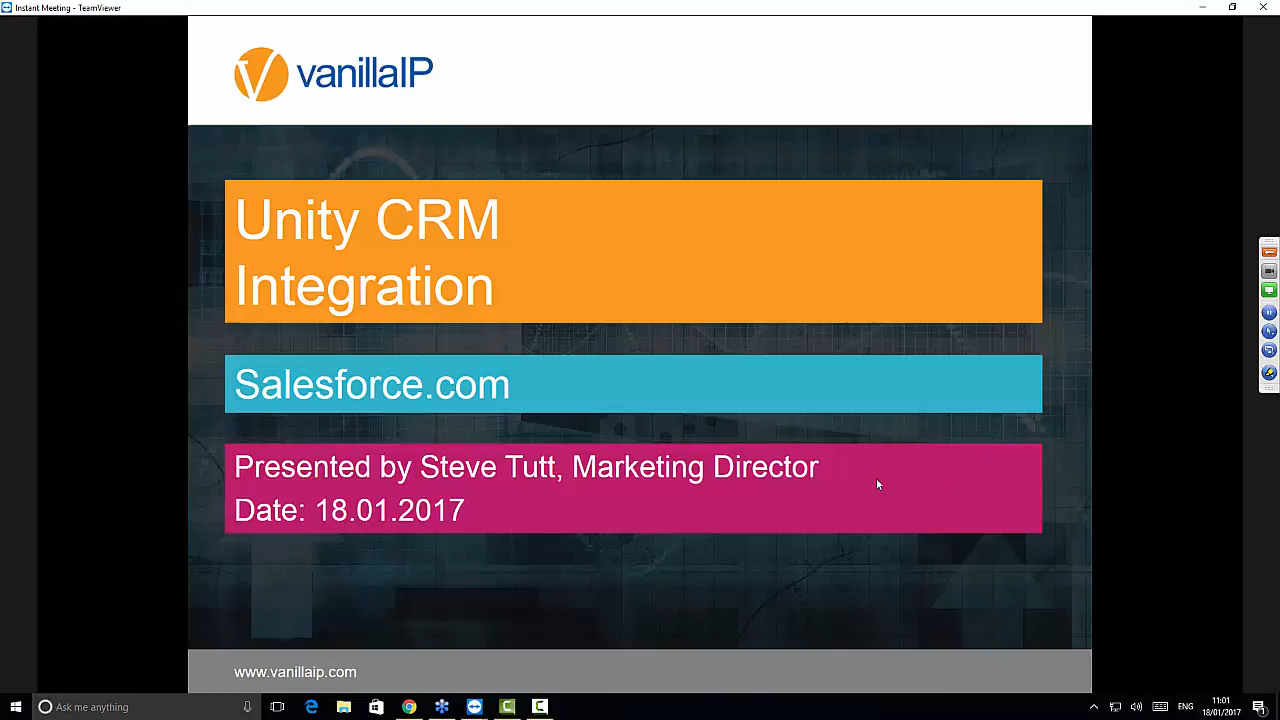 Instant Meeting - TeamViewer
vanillaIP
Unity CRM
Integration
Salesforce.com
Presented by Steve Tutt, Marketing Director
Date: 18.01.2017
www.vanillaip.com
Ask me anything
ENG
11:01
18/01/2017